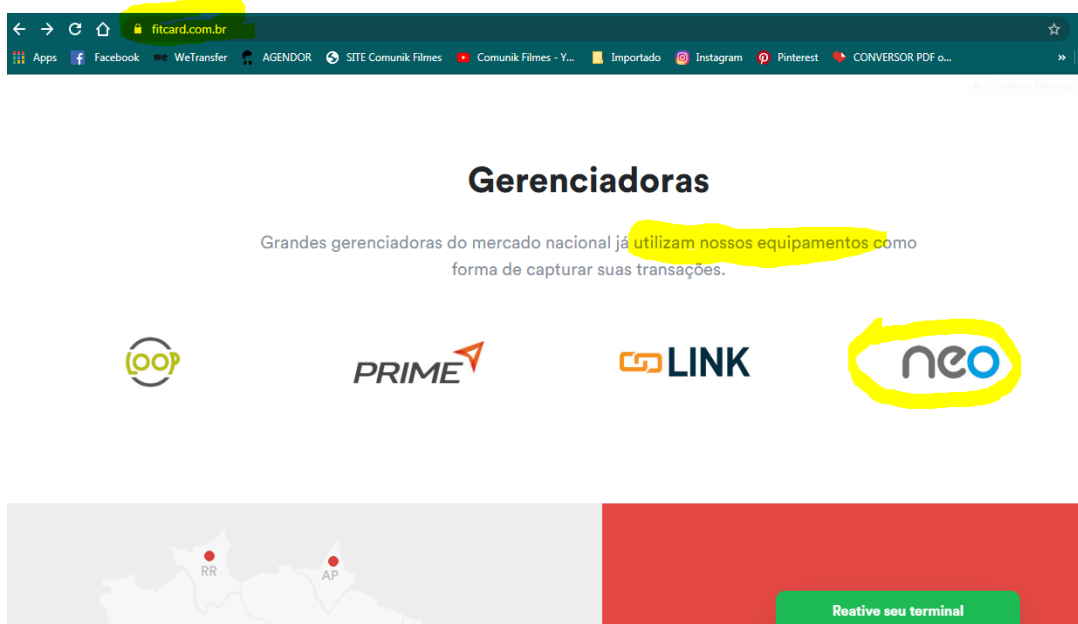 fitcard.com.br
Apps Facebook we WeTransfer AGENDOR SITE Comunik Filmes Comunik Filmes - Y... Importado Instagram Pinterest CONVERSOR PDF o... »
Gerenciadoras
Grandes gerenciadoras do mercado nacional já utilizam nossos equipamentos como
forma de capturar suas transações.
loop PRIME LINK neo
RR AP
Reative seu terminal